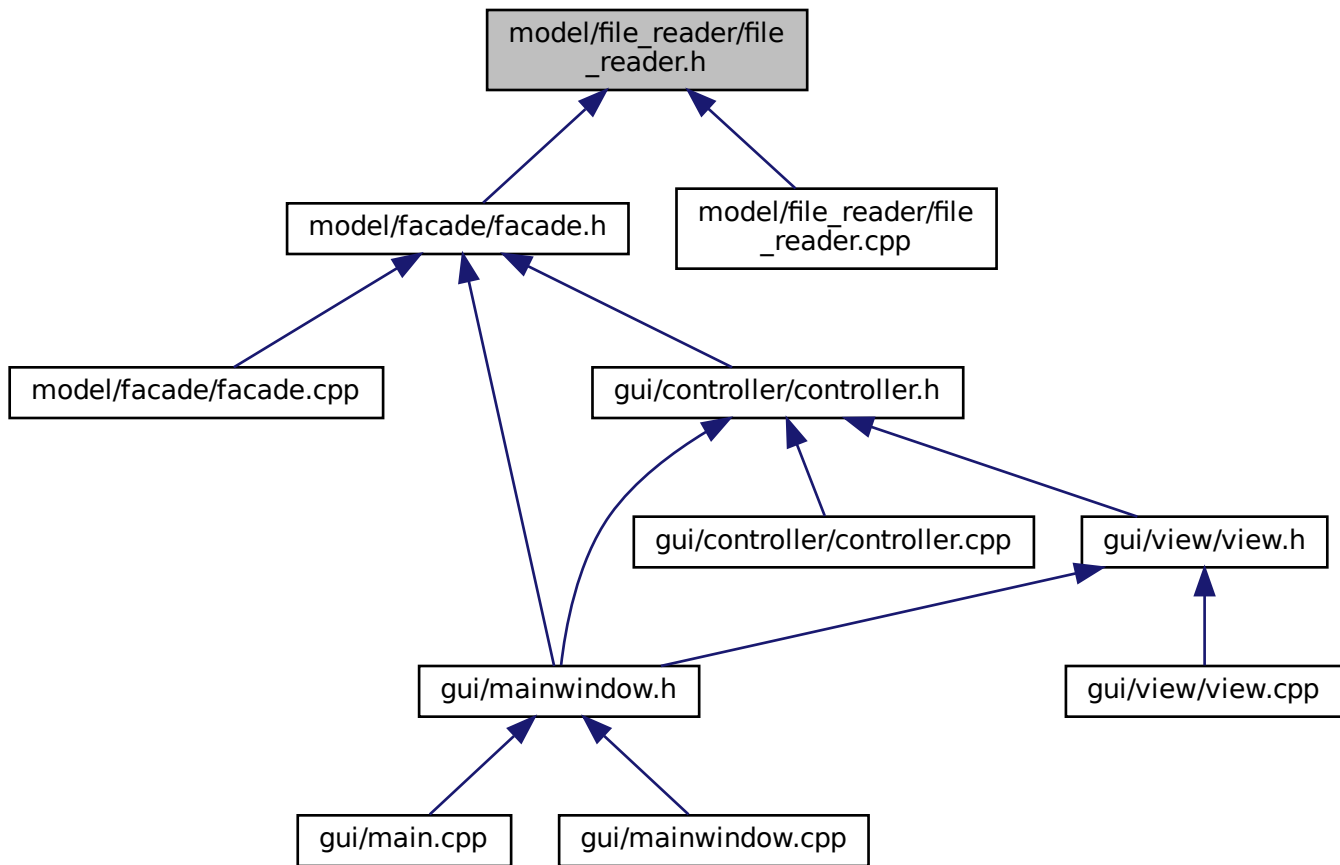 model/file_reader/file
_reader.h
model/facade/facade.h
model/file_reader/file
_reader.cpp
model/facade/facade.cpp
gui/controller/controller.h
gui/controller/controller.cpp
gui/view/view.h
gui/mainwindow.h
gui/view/view.cpp
gui/main.cpp
gui/mainwindow.cpp